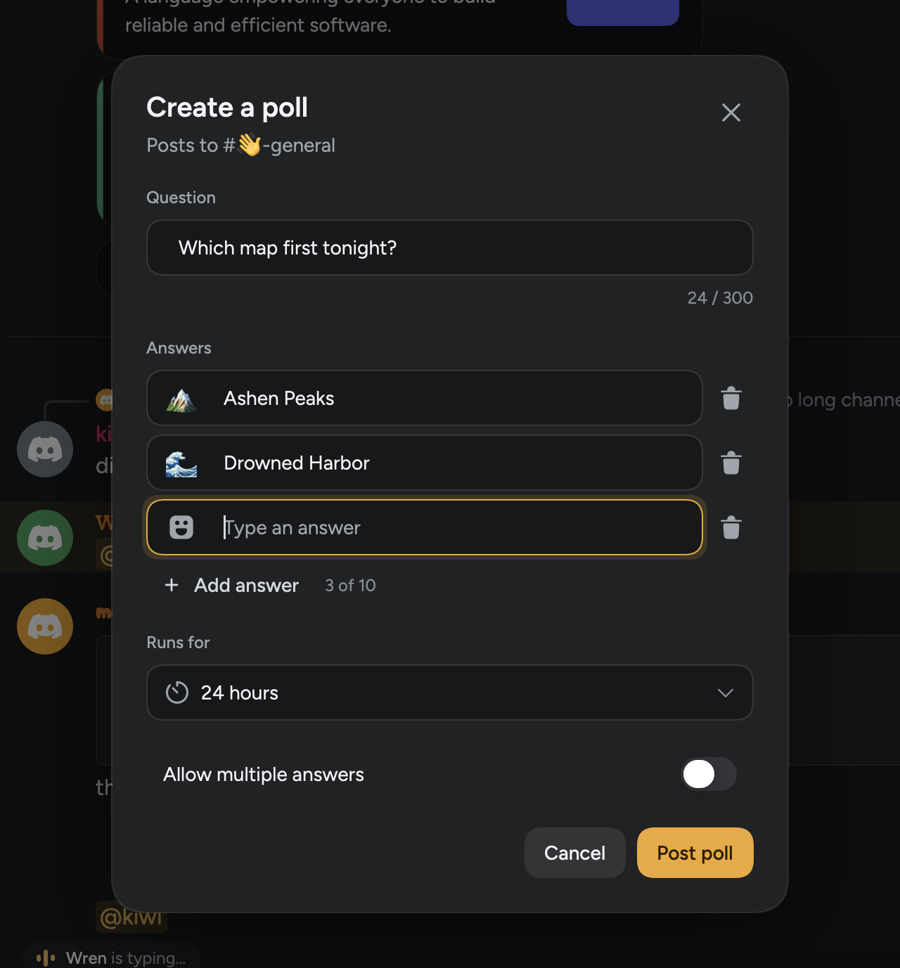 reliable and efficient software.
Create a poll
Posts to #👋-general
Question
Which map first tonight?
24 / 300
Answers
Ashen Peaks
long channe
Drowned Harbor
Type an answer
+ Add answer 3 of 10
Runs for
24 hours
Allow multiple answers
Cancel
Post poll
@kiwi
Wren is typing...